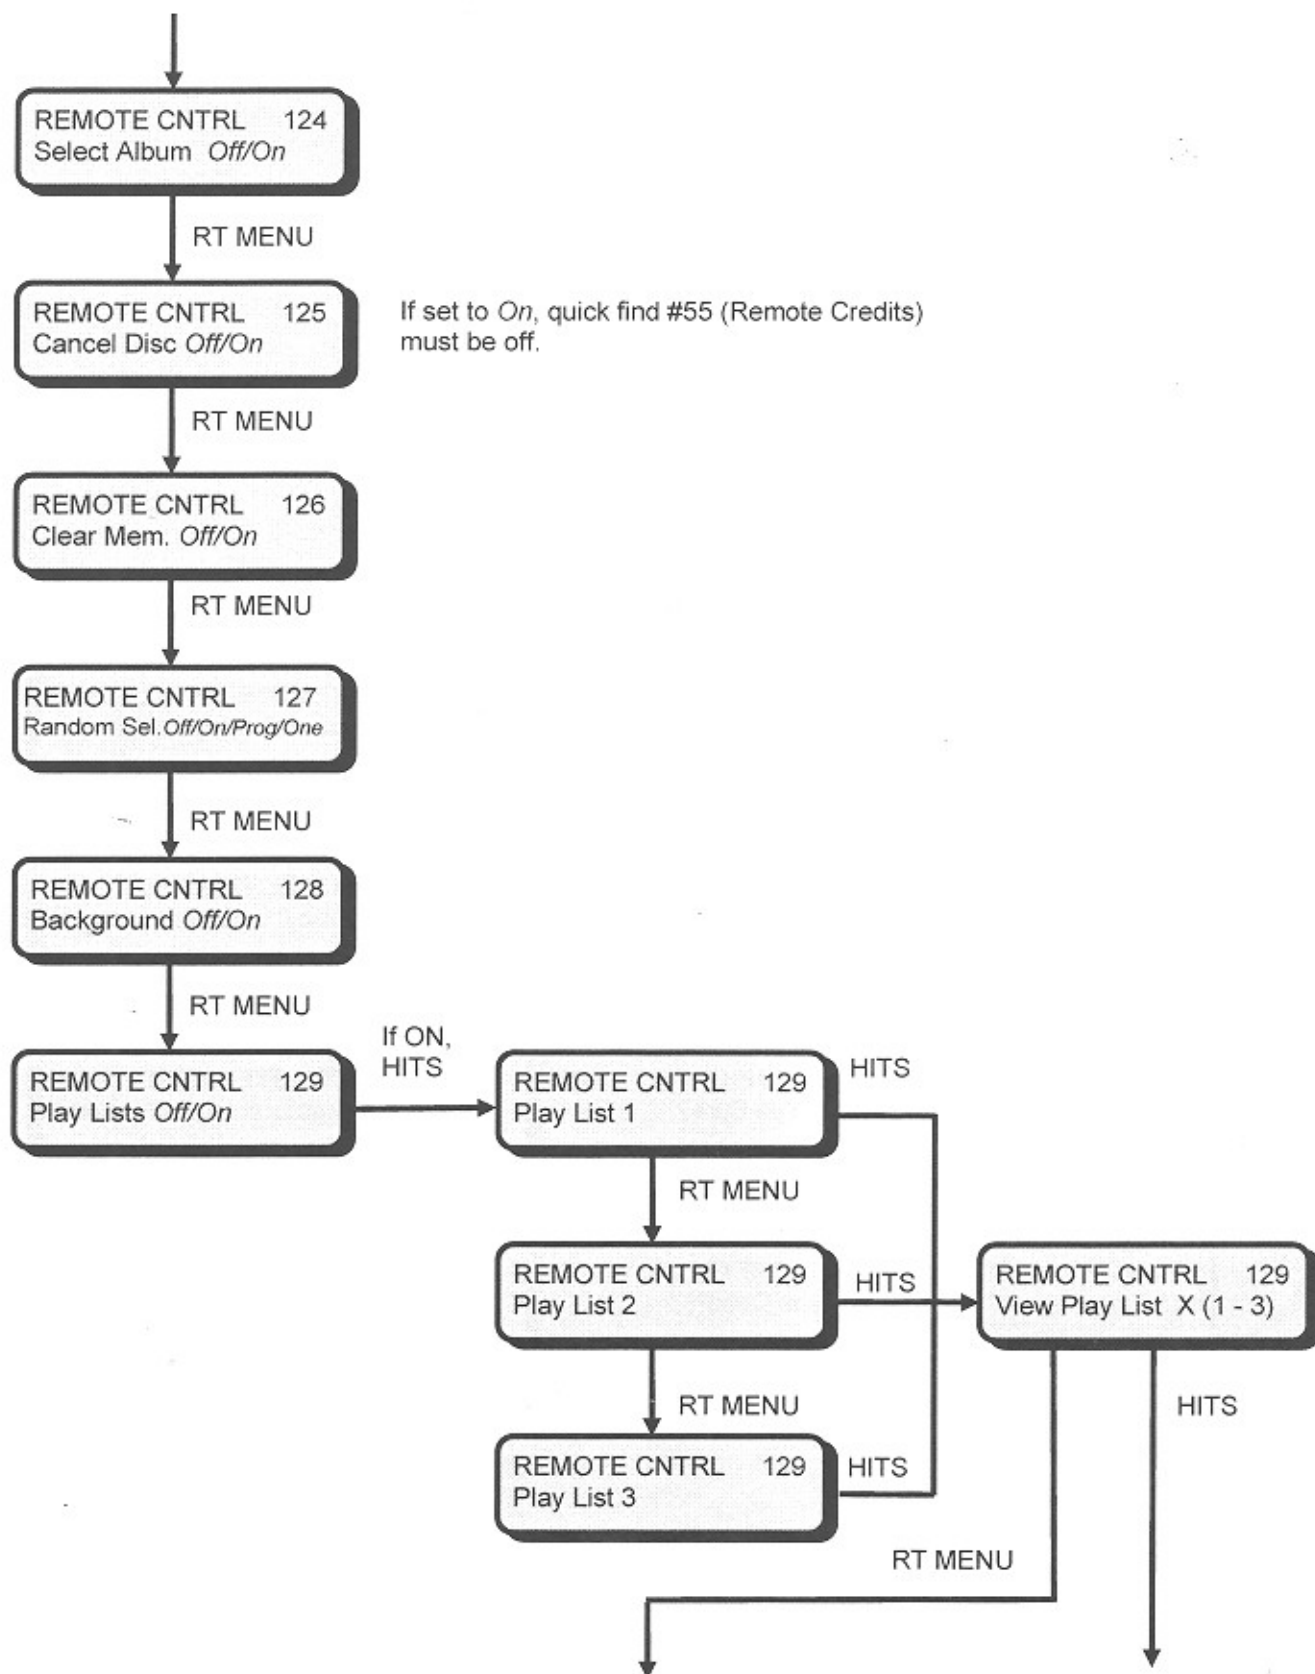 REMOTE CNTRL 124
Select Album Off/On
RT MENU
REMOTE CNTRL 125
Cancel Disc Off/On
If set to On, quick find #55 (Remote Credits)
must be off.
RT MENU
REMOTE CNTRL 126
Clear Mem. Off/On
RT MENU
REMOTE CNTRL 127
Random Sel. Off/On/Prog/One
RT MENU
REMOTE CNTRL 128
Background Off/On
RT MENU
REMOTE CNTRL 129
Play Lists Off/On
If ON,
HITS
REMOTE CNTRL 129
Play List 1
HITS
RT MENU
REMOTE CNTRL 129
Play List 2
HITS
REMOTE CNTRL 129
View Play List X (1 - 3)
RT MENU
HITS
REMOTE CNTRL 129
Play List 3
HITS
RT MENU